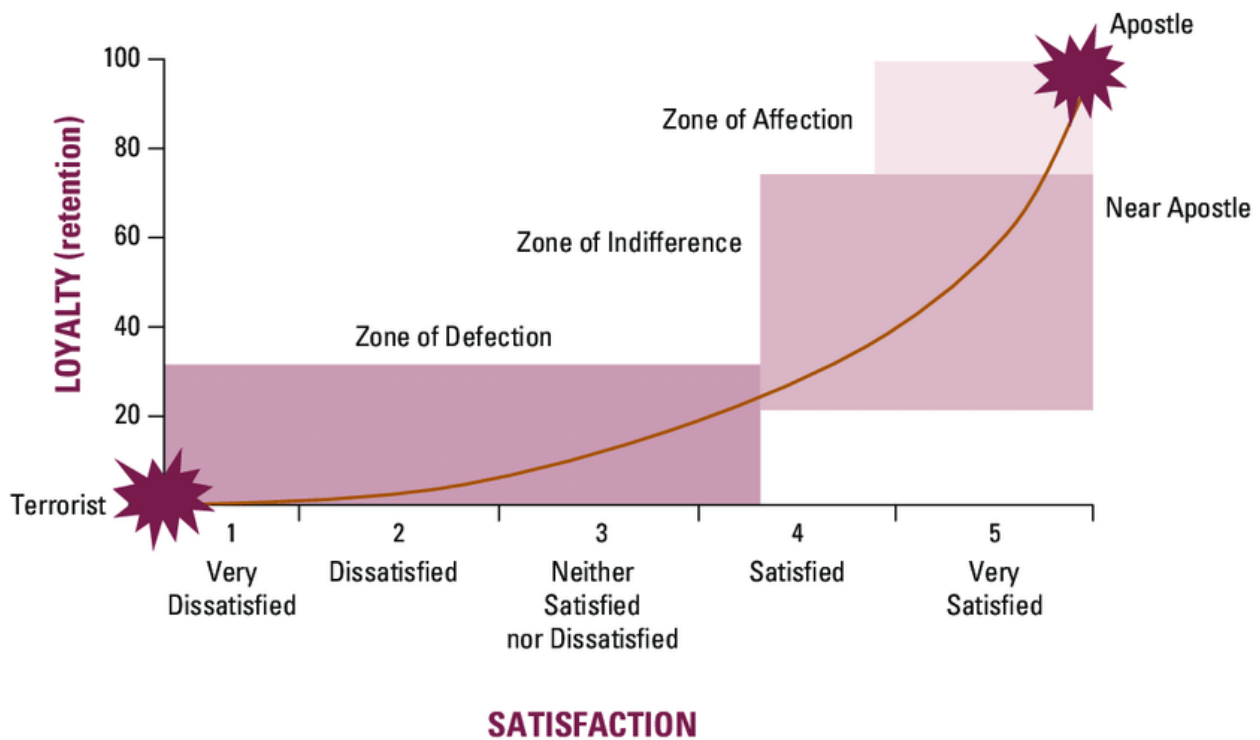 Apostle
100
Zone of Affection
80
Near Apostle
60
Zone of Indifference
LOYALTY (retention)
40
Zone of Defection
20
Terrorist
1
2
3
4
5
Very
Dissatisfied
Dissatisfied
Neither
Satisfied
nor Dissatisfied
Satisfied
Very
Satisfied
SATISFACTION